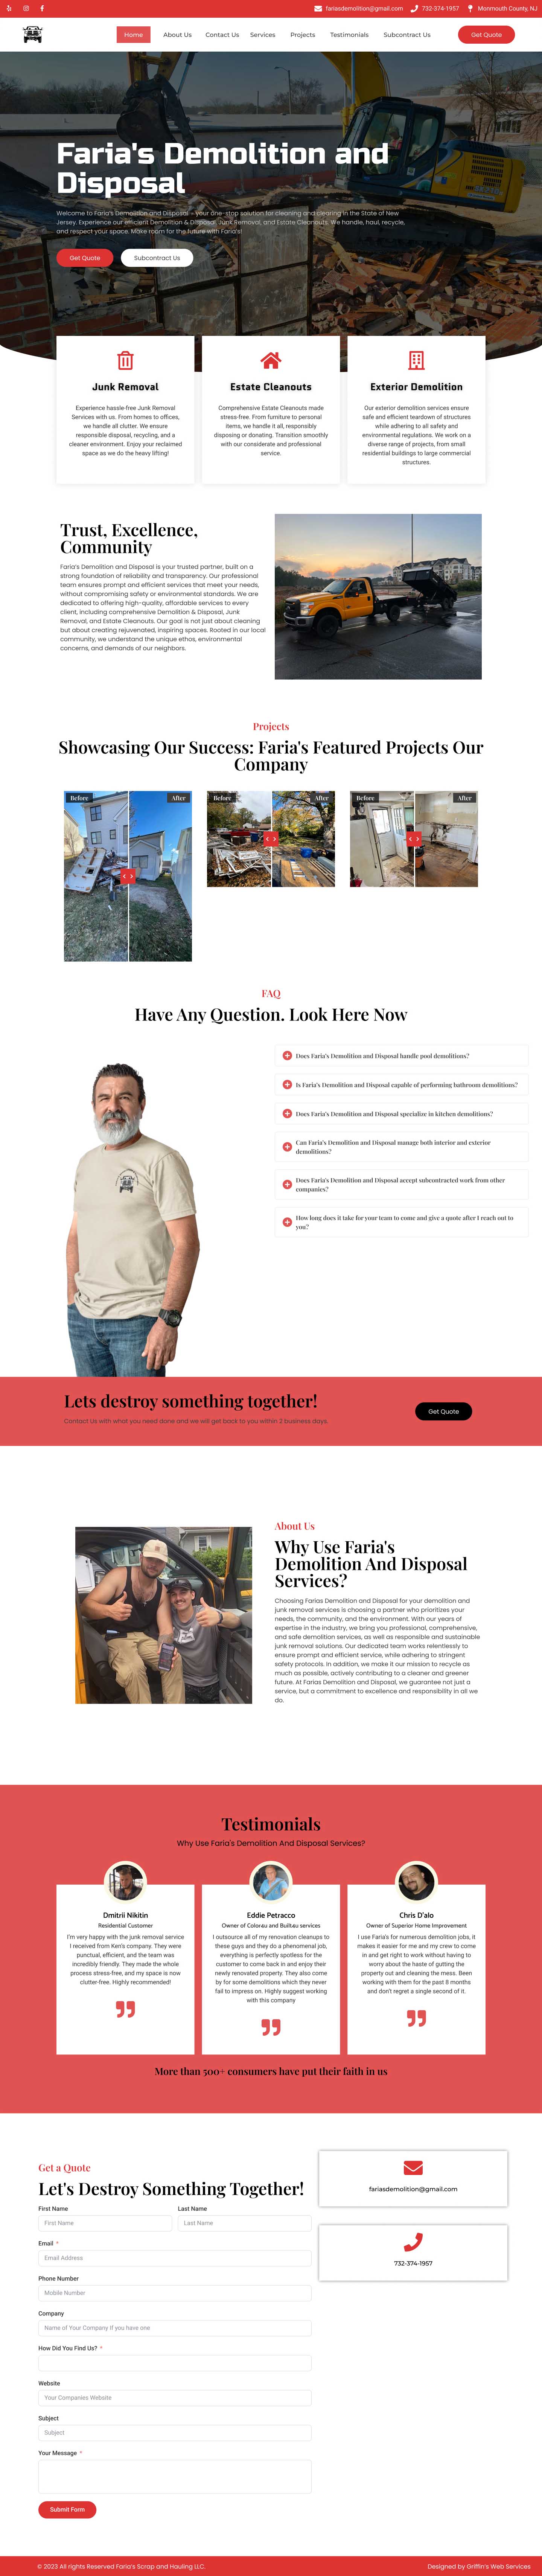 fariasdemolition@gmail.com 732-374-1957 Monmouth County, NJ
Home About Us Contact Us Services Projects Testimonials Subcontract Us Get Quote
Faria's Demolition and
Disposal
Welcome to Faria's Demolition and Disposal – your one-stop solution for cleaning and clearing in the State of New
Jersey. Experience our efficient Demolition & Disposal, Junk Removal, and Estate Cleanouts. We handle, haul, recycle,
and respect your space. Make room for the future with Faria's!
Get Quote Subcontract Us
Junk Removal
Experience hassle-free Junk Removal
Services with us. From homes to offices,
we handle all clutter. We ensure
responsible disposal, recycling, and a
cleaner environment. Enjoy your reclaimed
space as we do the heavy lifting!
Estate Cleanouts
Comprehensive Estate Cleanouts made
stress-free. From furniture to personal
items, we handle it all, responsibly
disposing or donating. Transition smoothly
with our considerate and professional
service.
Exterior Demolition
Our exterior demolition services ensure
safe and efficient teardown of structures
while adhering to all safety and
environmental regulations. We work on a
diverse range of projects, from small
residential buildings to large commercial
structures.
Trust, Excellence,
Community
Faria's Demolition and Disposal is your trusted partner, built on a
strong foundation of reliability and transparency. Our professional
team ensures prompt and efficient services that meet your needs,
without compromising safety or environmental standards. We are
dedicated to offering high-quality, affordable services to every
client, including comprehensive Demolition & Disposal, Junk
Removal, and Estate Cleanouts. Our goal is not just about cleaning
but about creating rejuvenated, inspiring spaces. Rooted in our local
community, we understand the unique ethos, environmental
concerns, and demands of our neighbors.
Projects
Showcasing Our Success: Faria's Featured Projects Our
Company
Before After Before After Before After
FAQ
Have Any Question. Look Here Now
Does Faria's Demolition and Disposal handle pool demolitions?
Is Faria's Demolition and Disposal capable of performing bathroom demolitions?
Does Faria's Demolition and Disposal specialize in kitchen demolitions?
Can Faria's Demolition and Disposal manage both interior and exterior
demolitions?
Does Faria's Demolition and Disposal accept subcontracted work from other
companies?
How long does it take for your team to come and give a quote after I reach out to
you?
Lets destroy something together!
Contact Us with what you need done and we will get back to you within 2 business days.
Get Quote
About Us
Why Use Faria's
Demolition And Disposal
Services?
Choosing Farias Demolition and Disposal for your demolition and
junk removal services is choosing a partner who prioritizes your
needs, the community, and the environment. With our years of
expertise in the industry, we bring you professional, comprehensive,
and safe demolition services, as well as responsible and sustainable
junk removal solutions. Our dedicated team works relentlessly to
ensure prompt and efficient service, while adhering to stringent
safety protocols. In addition, we make it our mission to recycle as
much as possible, actively contributing to a cleaner and greener
future. At Farias Demolition and Disposal, we guarantee not just a
service, but a commitment to excellence and responsibility in all we
do.
Testimonials
Why Use Faria's Demolition And Disposal Services?
Dmitrii Nikitin
Residential Customer
I'm very happy with the junk removal service
I received from Ken's company. They were
punctual, efficient, and the team was
incredibly friendly. They made the whole
process stress-free, and my space is now
clutter-free. Highly recommended!
Eddie Petracco
Owner of Color4u and Built4u services
I outsource all of my renovation cleanups to
these guys and they do a phenomenal job,
everything is perfectly spotless for the
customer to come back in and enjoy their
newly renovated property. They also come
by for some demolitions which they never
fail to impress on. Highly suggest working
with this company
Chris D'alo
Owner of Superior Home Improvement
I use Faria's for numerous demolition jobs, it
makes it easier for me and my crew to come
in and get right to work without having to
worry about the haste of gutting the
property out and cleaning the mess. Been
working with them for the past 8 months
and don't regret a single second of it.
More than 500+ consumers have put their faith in us
Get a Quote
Let's Destroy Something Together!
First Name Last Name
First Name Last Name
Email *
Email Address
Phone Number
Mobile Number
Company
Name of Your Company if you have one
How Did You Find Us? *
Website
Your Companies Website
Subject
Subject
Your Message *
Submit Form
fariasdemolition@gmail.com
732-374-1957
© 2023 All rights Reserved Faria's Scrap and Hauling LLC.
Designed by Griffin's Web Services